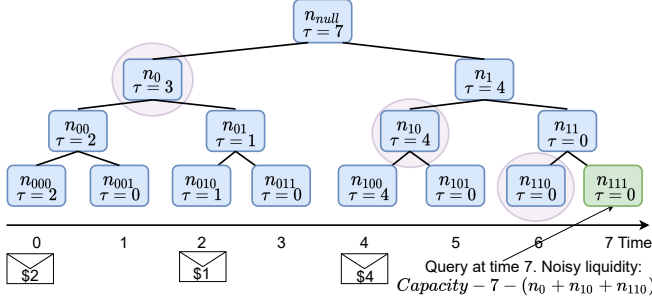 n_null
τ = 7
n_0
τ = 3
n_1
τ = 4
n_00
τ = 2
n_01
τ = 1
n_10
τ = 4
n_11
τ = 0
n_000
τ = 2
n_001
τ = 0
n_010
τ = 1
n_011
τ = 0
n_100
τ = 4
n_101
τ = 0
n_110
τ = 0
n_111
τ = 0
0 1 2 3 4 5 6 7 Time
$2 $1 $4
Query at time 7. Noisy liquidity:
Capacity − 7 − (n_0 + n_10 + n_110)